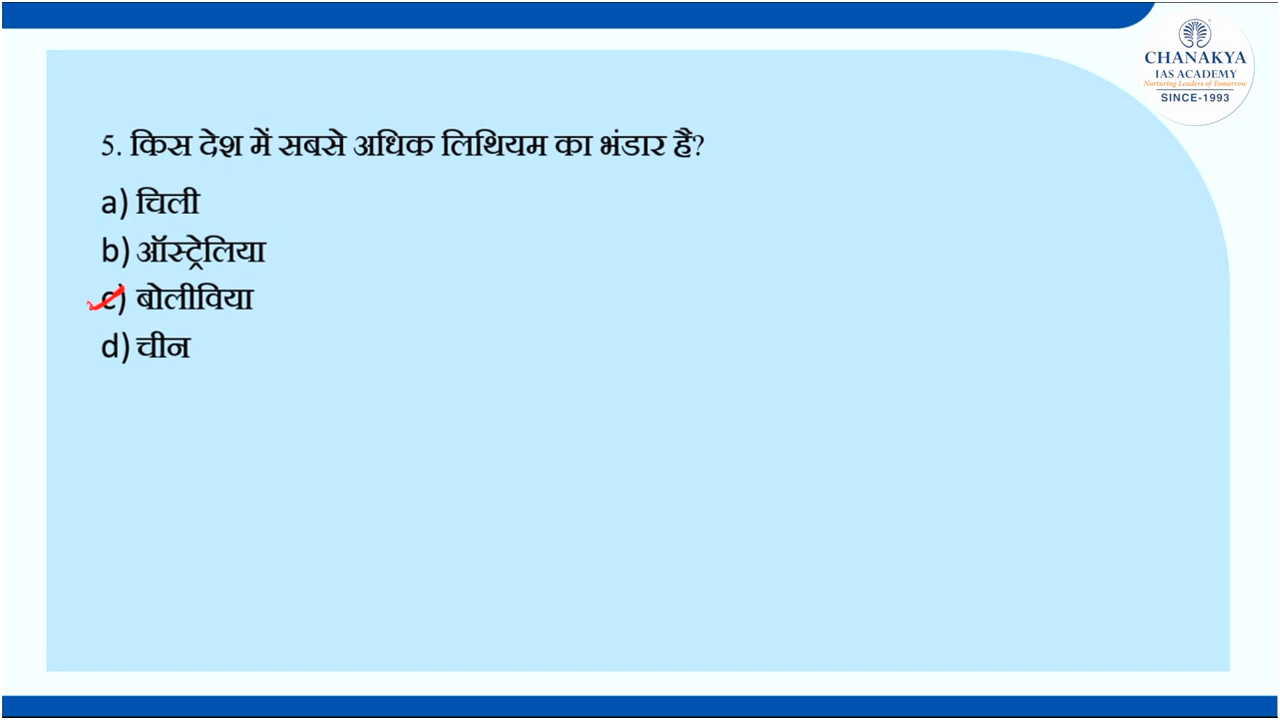 CHANAKYA
IAS ACADEMY
Nurturing Leaders of Tomorrow
SINCE-1993
5. किस देश में सबसे अधिक लिथियम का भंडार है?
a) चिली
b) ऑस्ट्रेलिया
c) बोलीविया
d) चीन